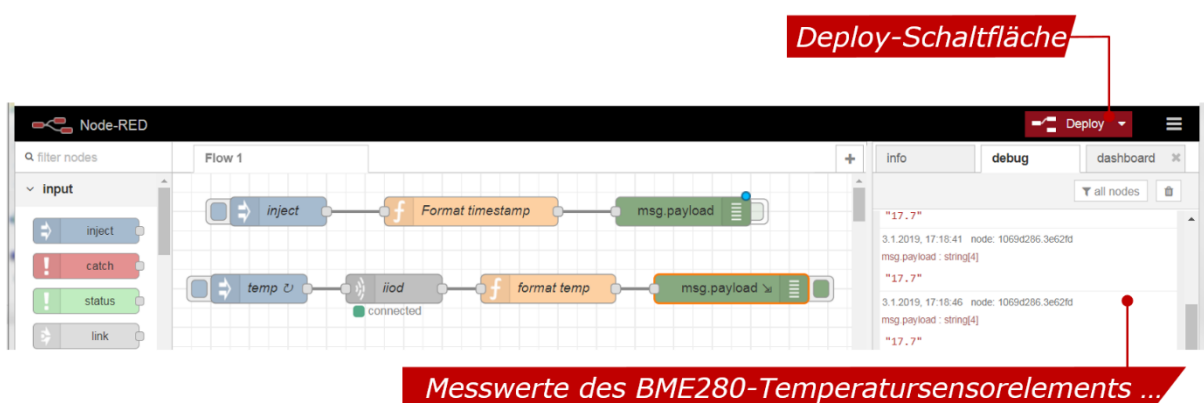 Deploy-Schaltfläche
Node-RED
Deploy
filter nodes
Flow 1
info
debug
dashboard
input
all nodes
inject
Format timestamp
msg.payload
"17.7"
inject
3.1.2019, 17:18:41 node: 1069d286.3e62fd
msg.payload : string[4]
catch
"17.7"
temp ↻
iiod
format temp
msg.payload
status
connected
3.1.2019, 17:18:46 node: 1069d286.3e62fd
msg.payload : string[4]
link
"17.7"
Messwerte des BME280-Temperatursensorelements ...